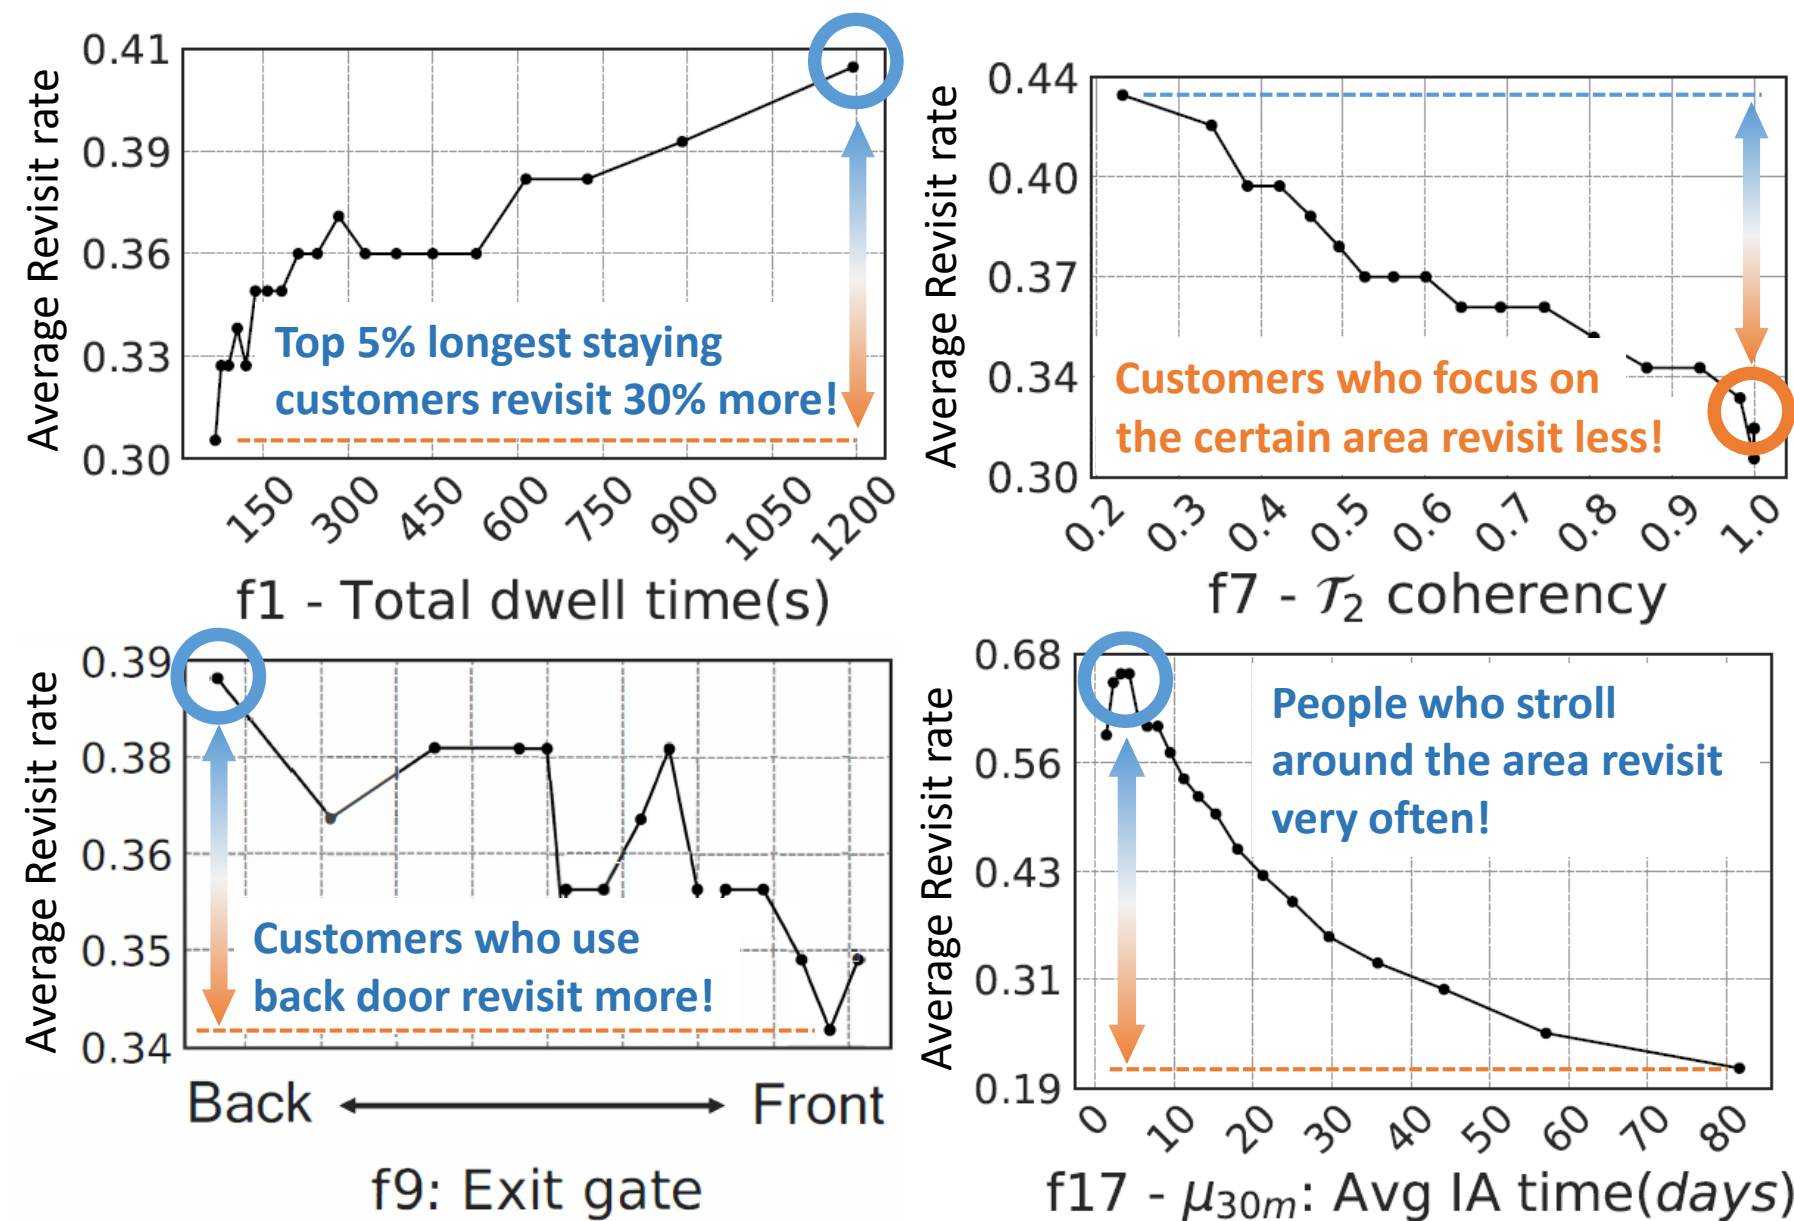 Average Revisit rate
0.41
0.39
0.36
0.33
0.30
Top 5% longest staying
customers revisit 30% more!
150 300 450 600 750 900 1050 1200
f1 - Total dwell time(s)
Average Revisit rate
0.44
0.40
0.37
0.34
0.30
Customers who focus on
the certain area revisit less!
0.2 0.3 0.4 0.5 0.6 0.7 0.8 0.9 1.0
f7 - 𝒯₂ coherency
Average Revisit rate
0.39
0.38
0.36
0.35
0.34
Customers who use
back door revisit more!
Back Front
f9: Exit gate
Average Revisit rate
0.68
0.56
0.43
0.31
0.19
People who stroll
around the area revisit
very often!
0 10 20 30 40 50 60 70 80
f17 - μ₃₀ₘ: Avg IA time(days)